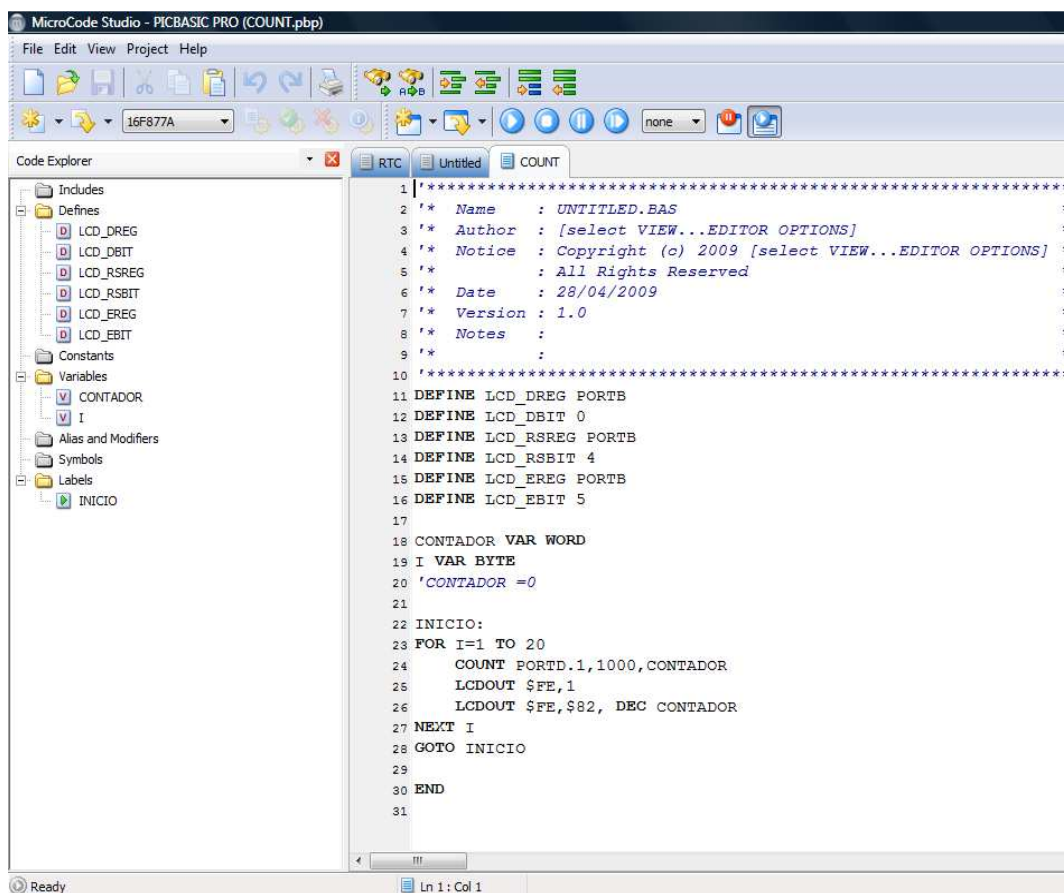 MicroCode Studio - PICBASIC PRO (COUNT.pbp)
File Edit View Project Help
16F877A
none
Code Explorer
RTC Untitled COUNT
Includes
Defines
LCD_DREG
LCD_DBIT
LCD_RSREG
LCD_RSBIT
LCD_EREG
LCD_EBIT
Constants
Variables
CONTADOR
I
Alias and Modifiers
Symbols
Labels
INICIO
1 '****************************************************************
2 '*  Name    : UNTITLED.BAS
3 '*  Author  : [select VIEW...EDITOR OPTIONS]
4 '*  Notice  : Copyright (c) 2009 [select VIEW...EDITOR OPTIONS] *
5 '*          : All Rights Reserved
6 '*  Date    : 28/04/2009
7 '*  Version : 1.0
8 '*  Notes   :
9 '*          :
10 '****************************************************************
11 DEFINE LCD_DREG PORTB
12 DEFINE LCD_DBIT 0
13 DEFINE LCD_RSREG PORTB
14 DEFINE LCD_RSBIT 4
15 DEFINE LCD_EREG PORTB
16 DEFINE LCD_EBIT 5
17
18 CONTADOR VAR WORD
19 I VAR BYTE
20 'CONTADOR =0
21
22 INICIO:
23 FOR I=1 TO 20
24     COUNT PORTD.1,1000,CONTADOR
25     LCDOUT $FE,1
26     LCDOUT $FE,$82, DEC CONTADOR
27 NEXT I
28 GOTO INICIO
29
30 END
31
Ready
Ln 1 : Col 1